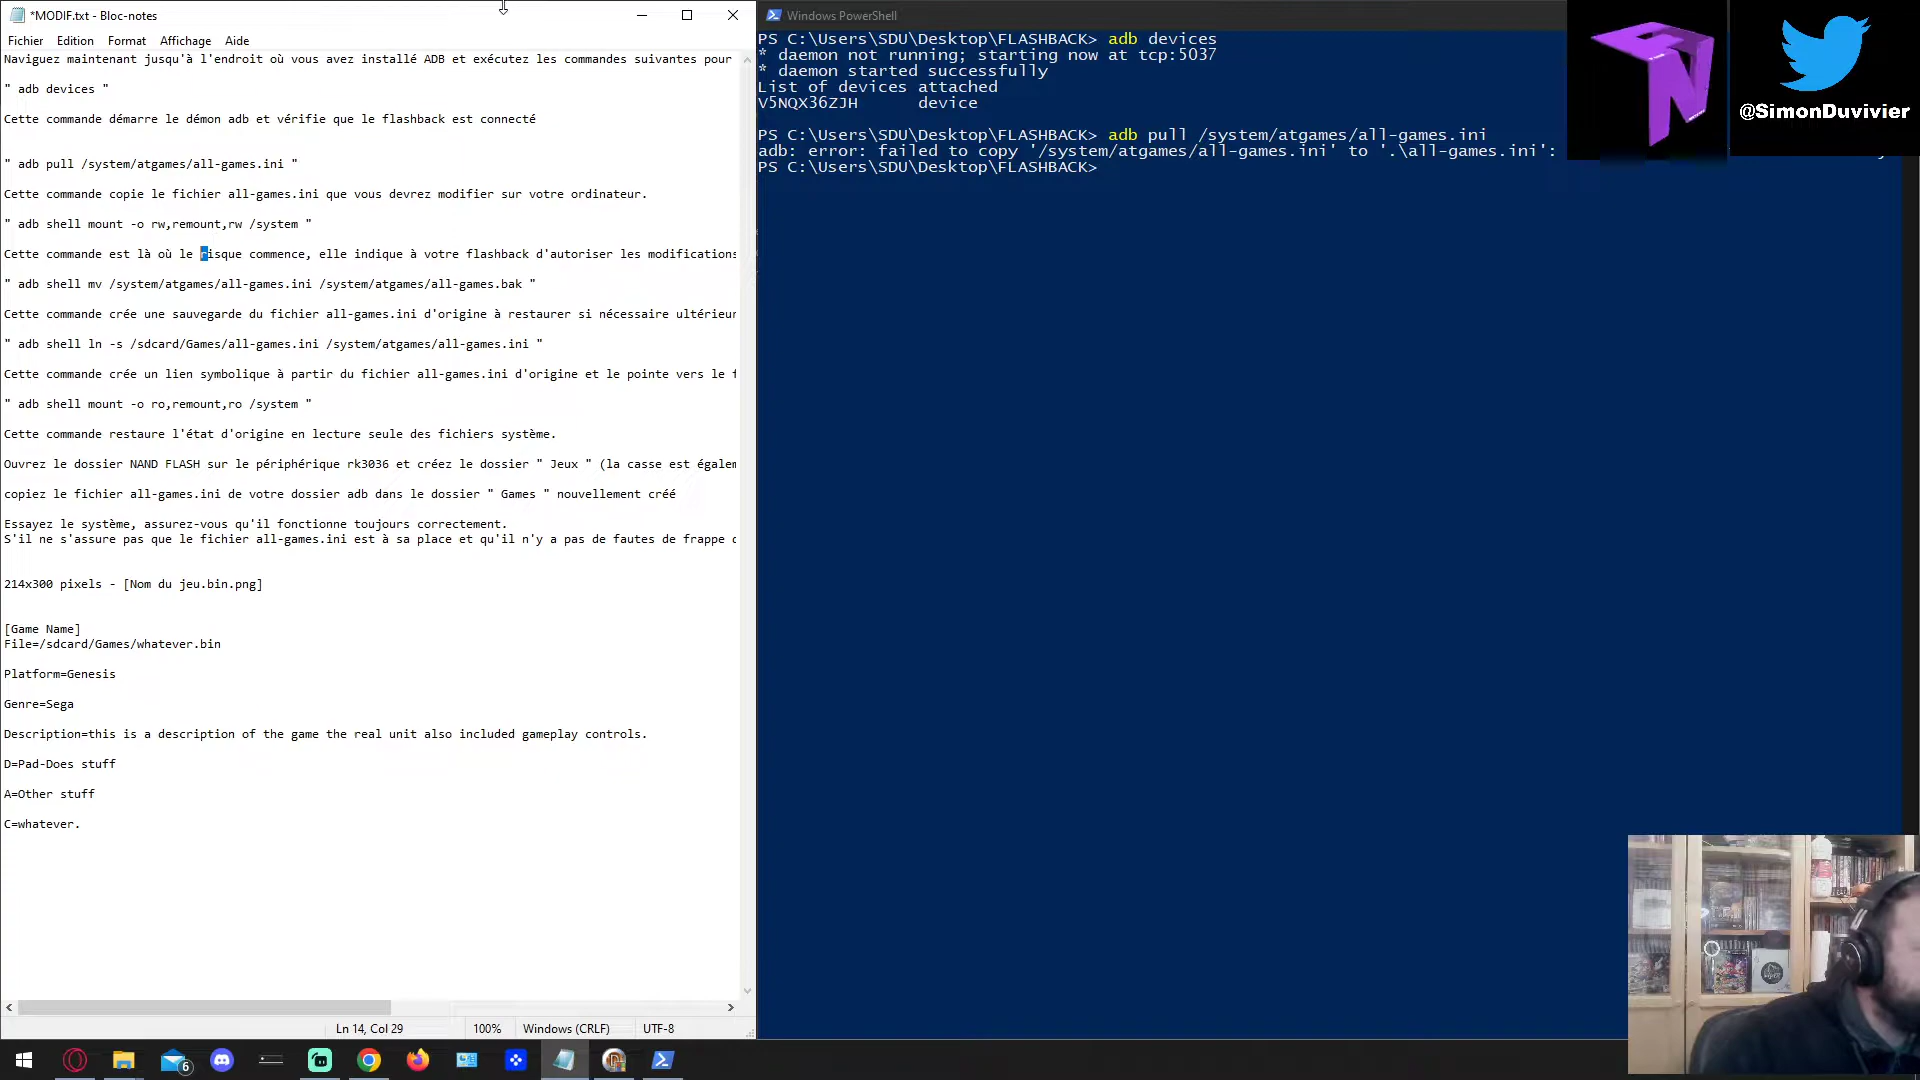 *MODIF.txt - Bloc-notes
Fichier Edition Format Affichage Aide
Naviguez maintenant jusqu'à l'endroit où vous avez installé ADB et exécutez les commandes suivantes pour
" adb devices "
Cette commande démarre le démon adb et vérifie que le flashback est connecté
" adb pull /system/atgames/all-games.ini "
Cette commande copie le fichier all-games.ini que vous devrez modifier sur votre ordinateur.
" adb shell mount -o rw,remount,rw /system "
Cette commande est là où le risque commence, elle indique à votre flashback d'autoriser les modifications
" adb shell mv /system/atgames/all-games.ini /system/atgames/all-games.bak "
Cette commande crée une sauvegarde du fichier all-games.ini d'origine à restaurer si nécessaire ultérieur
" adb shell ln -s /sdcard/Games/all-games.ini /system/atgames/all-games.ini "
Cette commande crée un lien symbolique à partir du fichier all-games.ini d'origine et le pointe vers le f
" adb shell mount -o ro,remount,ro /system "
Cette commande restaure l'état d'origine en lecture seule des fichiers système.
Ouvrez le dossier NAND FLASH sur le périphérique rk3036 et créez le dossier " Jeux " (la casse est égalem
copiez le fichier all-games.ini de votre dossier adb dans le dossier " Games " nouvellement créé
Essayez le système, assurez-vous qu'il fonctionne toujours correctement.
S'il ne s'assure pas que le fichier all-games.ini est à sa place et qu'il n'y a pas de fautes de frappe
214x300 pixels - [Nom du jeu.bin.png]
[Game Name]
File=/sdcard/Games/whatever.bin
Platform=Genesis
Genre=Sega
Description=this is a description of the game the real unit also included gameplay controls.
D=Pad-Does stuff
A=Other stuff
C=whatever.
Ln 14, Col 29 100% Windows (CRLF) UTF-8
Windows PowerShell
PS C:\Users\SDU\Desktop\FLASHBACK> adb devices
* daemon not running; starting now at tcp:5037
* daemon started successfully
List of devices attached
V5NQX36ZJH device
PS C:\Users\SDU\Desktop\FLASHBACK> adb pull /system/atgames/all-games.ini
adb: error: failed to copy '/system/atgames/all-games.ini' to '.\all-games.ini':
PS C:\Users\SDU\Desktop\FLASHBACK>
@SimonDuvivier
6